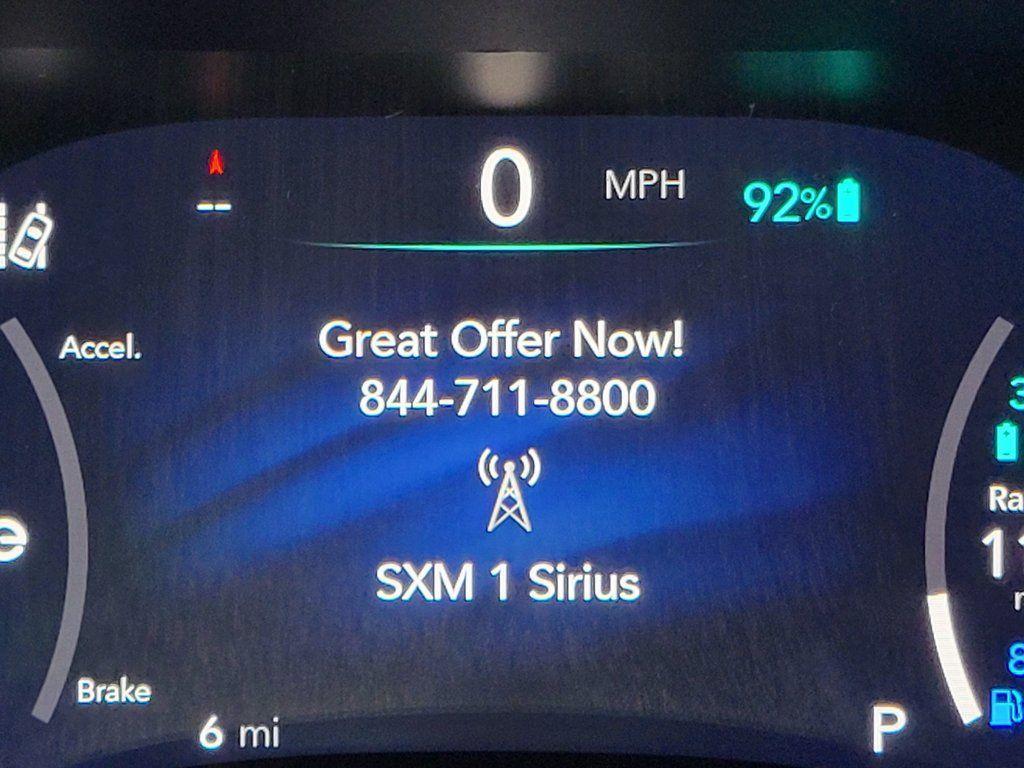 0 MPH 92%
--
Accel.
Great Offer Now!
844-711-8800
SXM 1 Sirius
Brake
6 mi
P